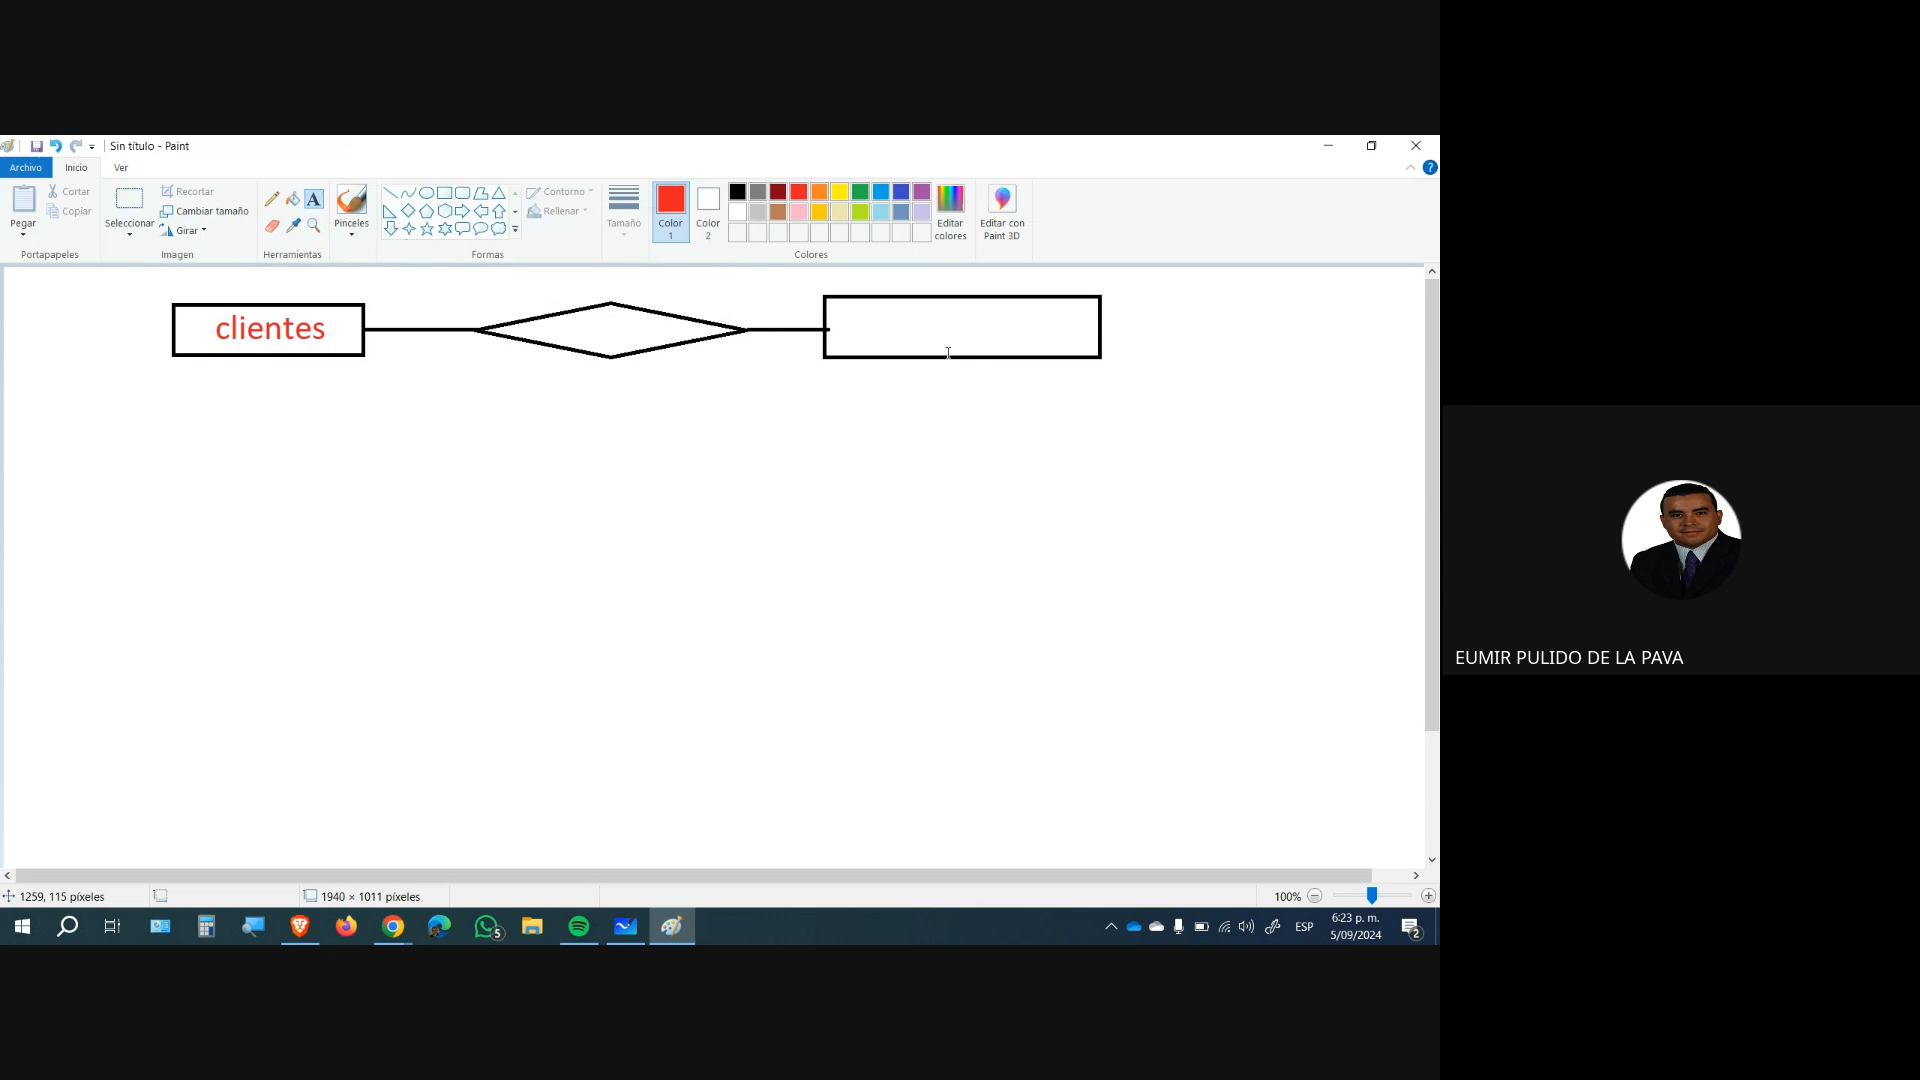 Sin título - Paint
Archivo Inicio Ver
Pegar
Cortar
Copiar
Portapapeles
Seleccionar
Recortar
Cambiar tamaño
Girar
Imagen
Herramientas
Pinceles
Contorno
Rellenar
Formas
Tamaño
Color
1
Color
2
Editar
colores
Editar con
Paint 3D
Colores
clientes
EUMIR PULIDO DE LA PAVA
1259, 115 píxeles
1940 × 1011 píxeles
100%
5
ESP
6:23 p. m.
5/09/2024
2